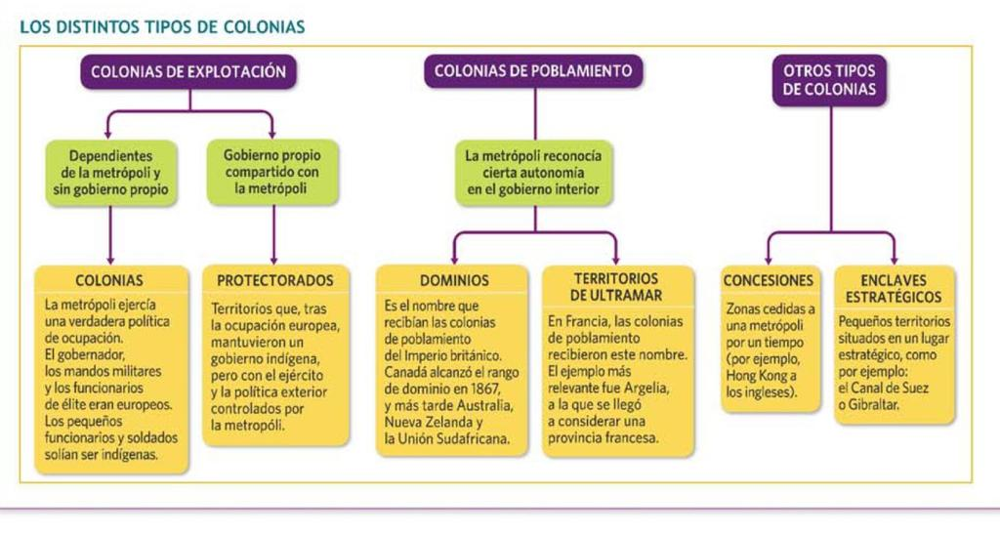 LOS DISTINTOS TIPOS DE COLONIAS
COLONIAS DE EXPLOTACIÓN
Dependientes
de la metrópoli y
sin gobierno propio
Gobierno propio
compartido con
la metrópoli
COLONIAS
La metrópoli ejercía
una verdadera política
de ocupación.
El gobernador,
los mandos militares
y los funcionarios
de élite eran europeos.
Los pequeños
funcionarios y soldados
solían ser indígenas.
PROTECTORADOS
Territorios que, tras
la ocupación europea,
mantuvieron un
gobierno indígena,
pero con el ejército
y la política exterior
controlados por
la metropóli.
COLONIAS DE POBLAMIENTO
La metrópoli reconocía
cierta autonomía
en el gobierno interior
DOMINIOS
Es el nombre que
recibían las colonias
de poblamiento
del Imperio británico.
Canadá alcanzó el rango
de dominio en 1867,
y más tarde Australia,
Nueva Zelanda y
la Unión Sudafricana.
TERRITORIOS
DE ULTRAMAR
En Francia, las colonias
de poblamiento
recibieron este nombre.
El ejemplo más
relevante fue Argelia,
a la que se llegó
a considerar una
provincia francesa.
OTROS TIPOS
DE COLONIAS
CONCESIONES
Zonas cedidas a
una metrópoli
por un tiempo
(por ejemplo,
Hong Kong a
los ingleses).
ENCLAVES
ESTRATÉGICOS
Pequeños territorios
situados en un lugar
estratégico, como
por ejemplo:
el Canal de Suez
o Gibraltar.